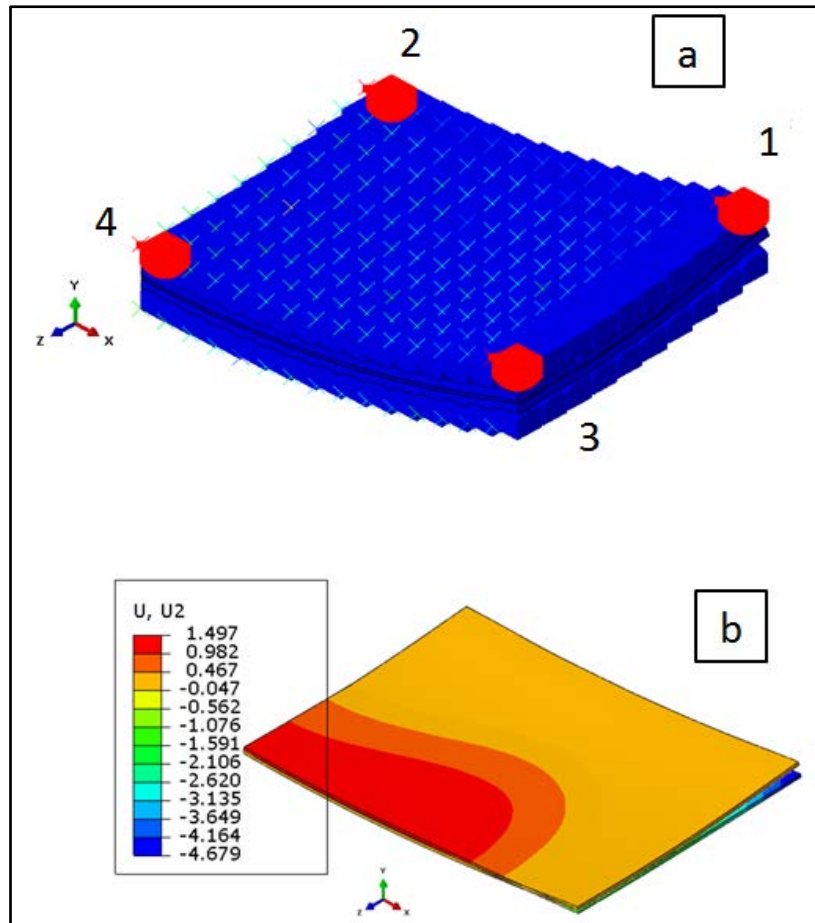 2
a
1
4
Y
Z
X
3
b
U, U2
1.497
0.982
0.467
-0.047
-0.562
-1.076
-1.591
-2.106
-2.620
-3.135
-3.649
-4.164
-4.679
Y
Z
X